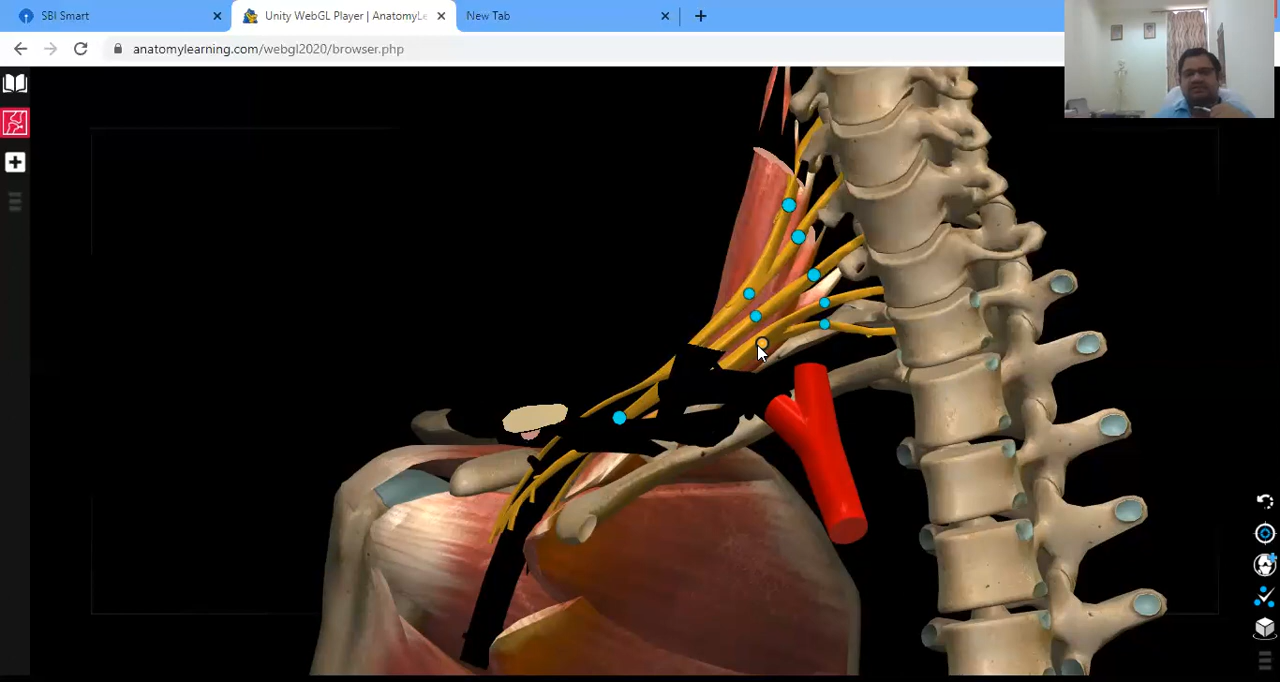 SBI Smart
Unity WebGL Player | AnatomyLe
New Tab
anatomylearning.com/webgl2020/browser.php